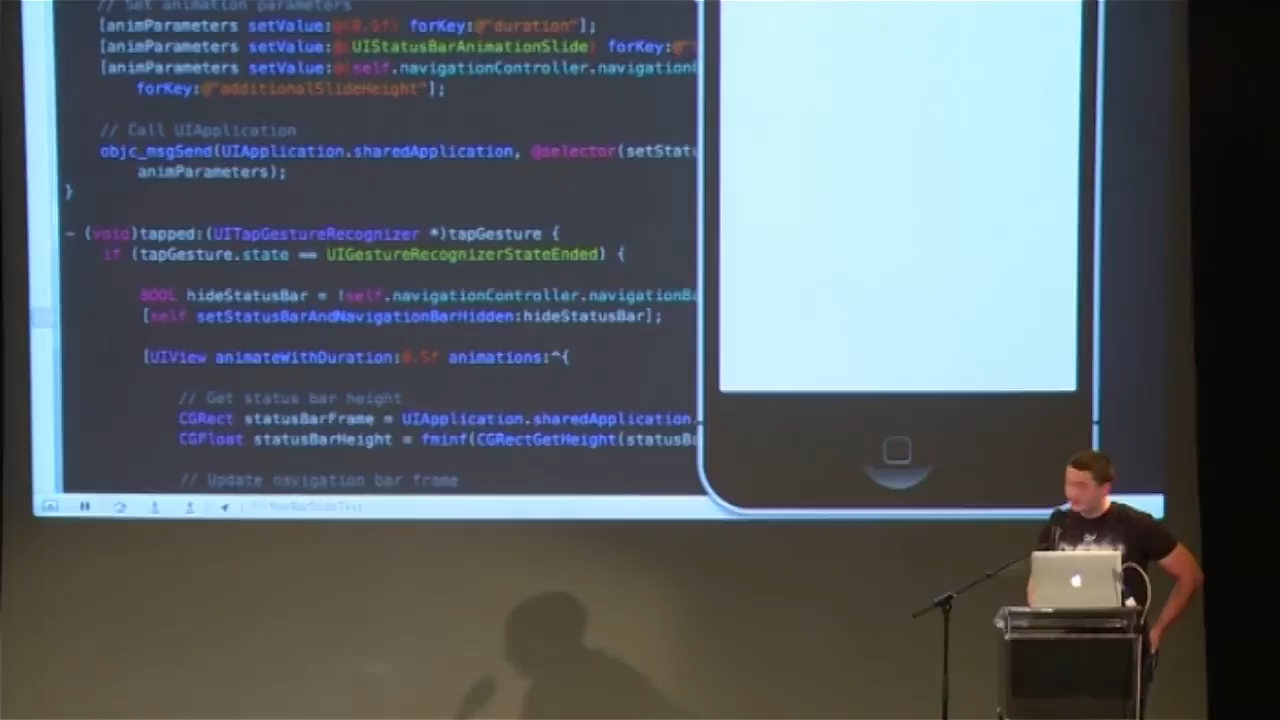 // Set animation parameters
[animParameters setValue:@(0.5f) forKey:@"duration"];
[animParameters setValue:@(UIStatusBarAnimationSlide) forKey:@"
[animParameters setValue:@(self.navigationController.navigation
forKey:@"additionalSlideHeight"];
// Call UIApplication
objc_msgSend(UIApplication.sharedApplication, @selector(setStat
animParameters);
}
- (void)tapped:(UITapGestureRecognizer *)tapGesture {
if (tapGesture.state == UIGestureRecognizerStateEnded) {
BOOL hideStatusBar = !self.navigationController.navigationBa
[self setStatusBarAndNavigationBarHidden:hideStatusBar];
[UIView animateWithDuration:0.5f animations:^{
// Get status bar height
CGRect statusBarFrame = UIApplication.sharedApplication.
CGFloat statusBarHeight = fminf(CGRectGetHeight(statusBa
// Update navigation bar frame